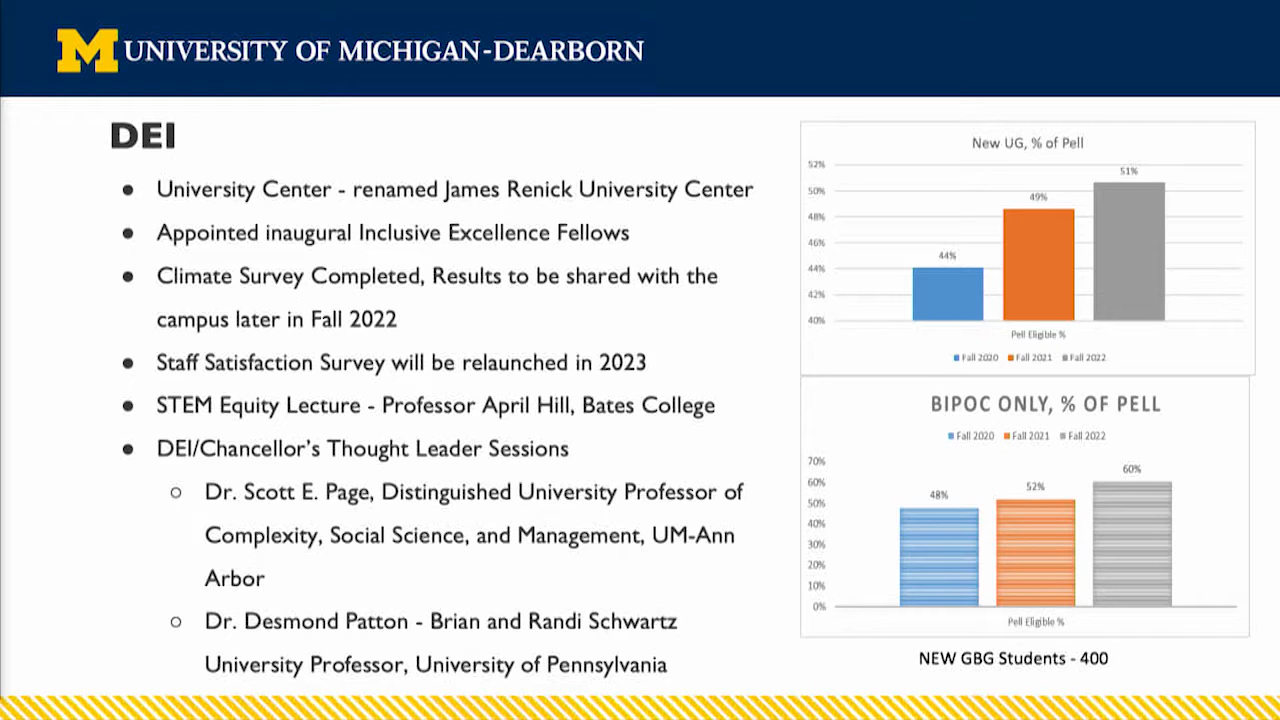 M UNIVERSITY OF MICHIGAN-DEARBORN
DEI
● University Center - renamed James Renick University Center
● Appointed inaugural Inclusive Excellence Fellows
● Climate Survey Completed, Results to be shared with the
campus later in Fall 2022
● Staff Satisfaction Survey will be relaunched in 2023
● STEM Equity Lecture - Professor April Hill, Bates College
● DEI/Chancellor's Thought Leader Sessions
○ Dr. Scott E. Page, Distinguished University Professor of
Complexity, Social Science, and Management, UM-Ann
Arbor
○ Dr. Desmond Patton - Brian and Randi Schwartz
University Professor, University of Pennsylvania
New UG, % of Pell
52%
50%
48%
46%
44%
42%
40%
44%
49%
51%
Pell Eligible %
Fall 2020 Fall 2021 Fall 2022
BIPOC ONLY, % OF PELL
Fall 2020 Fall 2021 Fall 2022
70%
60%
50%
40%
30%
20%
10%
0%
48%
52%
60%
Pell Eligible %
NEW GBG Students - 400